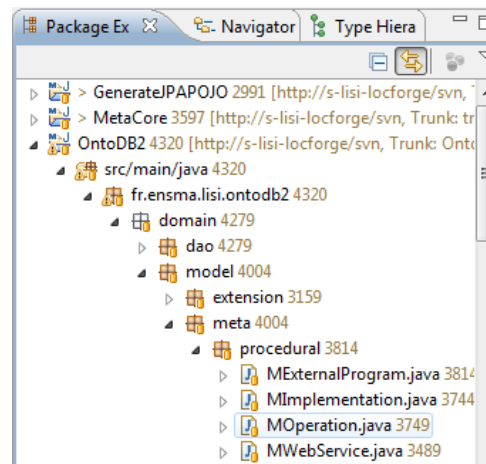 Package Ex Navigator Type Hiera
> GenerateJPAPOJO 2991 [http://s-lisi-locforge/svn,
> MetaCore 3597 [http://s-lisi-locforge/svn, Trunk: tr
OntoDB2 4320 [http://s-lisi-locforge/svn, Trunk: Onto
src/main/java 4320
fr.ensma.lisi.ontodb2 4320
domain 4279
dao 4279
model 4004
extension 3159
meta 4004
procedural 3814
MExternalProgram.java 3814
MImplementation.java 3744
MOperation.java 3749
MWebService.java 3489